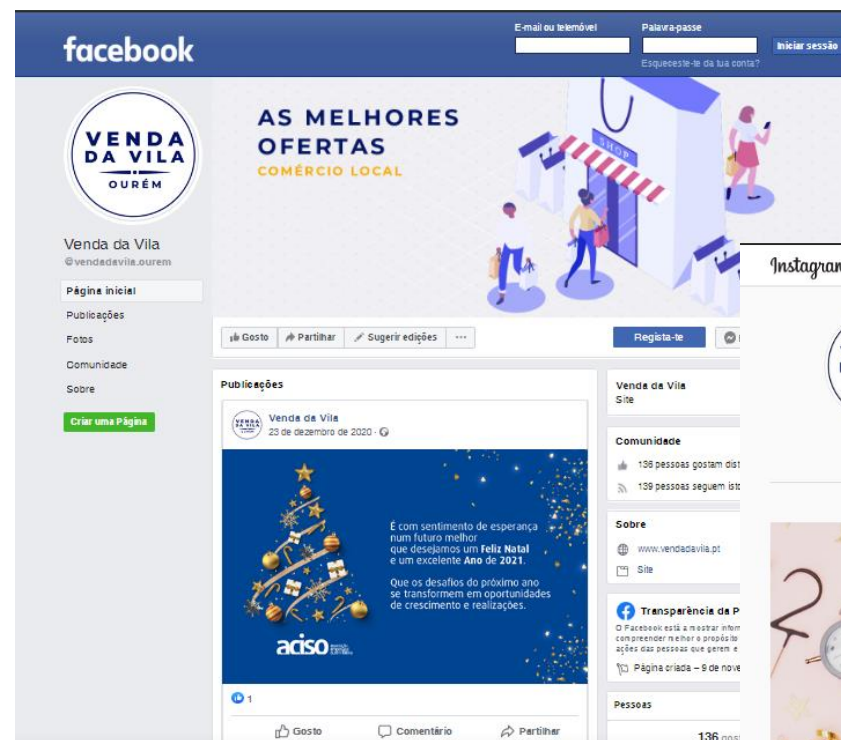 facebook
E-mail ou telemóvel
Palavra-passe
Iniciar sessão
Esqueceste-te da tua conta?
VENDA
DA VILA
OURÉM
AS MELHORES
OFERTAS
COMÉRCIO LOCAL
SHOP
Venda da Vila
@vendadavila.ourem
Página inicial
Publicações
Fotos
Comunidade
Sobre
Criar uma Página
Gosto
Partilhar
Sugerir edições
Regista-te
Instagram
Publicações
Venda da Vila
23 de dezembro de 2020
É com sentimento de esperança
num futuro melhor
que desejamos um Feliz Natal
e um excelente Ano de 2021.
Que os desafios do próximo ano
se transformem em oportunidades
de crescimento e realizações.
aciso
1
Gosto
Comentário
Partilhar
Venda da Vila
Site
Comunidade
136 pessoas gostam dist
139 pessoas seguem isto
Sobre
www.vendadavila.pt
Site
Transparência da P
O Facebook está a mostrar inform
compreender melhor o propósito
ações das pessoas que gerem e
Página criada – 9 de nove
Pessoas
136 gost
2